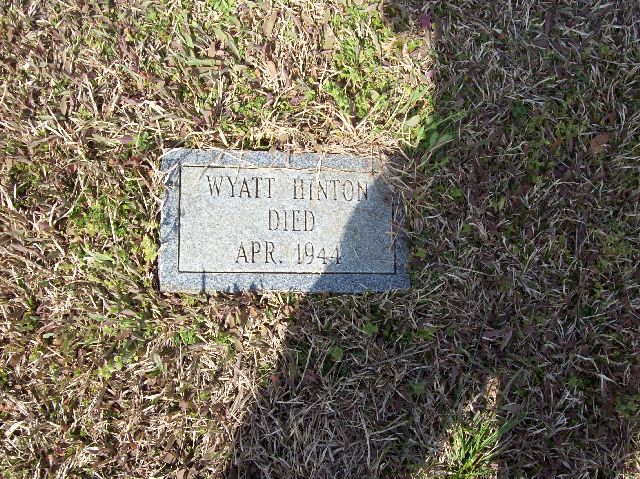 WYATT HINTON
DIED
APR. 1944